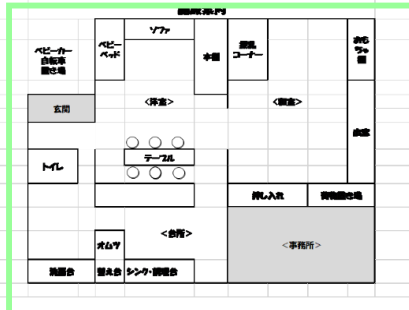 ソファ
ベビーカー
自転車
置き場
ベビー
ベッド
本棚
授乳
コーナー
おも
ちゃ
棚
玄関
<洋室>
<和室>
トイレ
テーブル
押し入れ
荷物置き場
オムツ
替え台
<台所>
<事務所>
洗面台
シンク・調理台